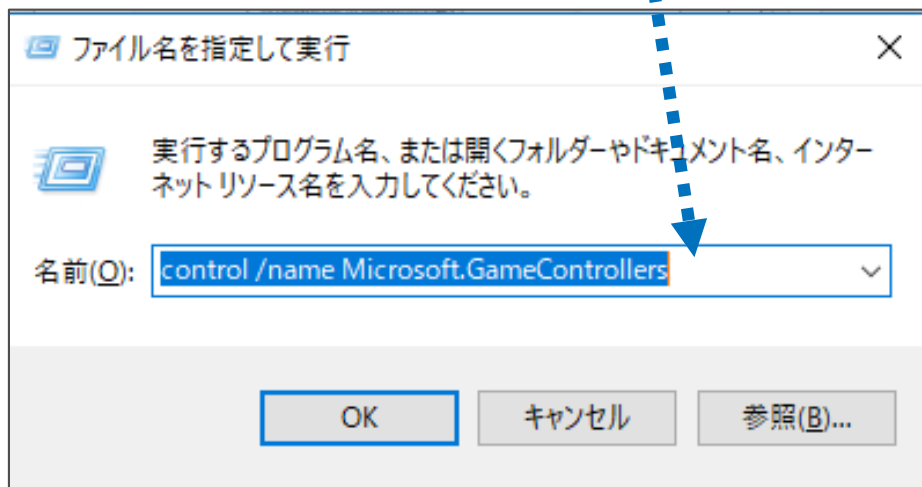 ファイル名を指定して実行
実行するプログラム名、または開くフォルダーやドキュメント名、インター
ネット リソース名を入力してください。
名前(O): control /name Microsoft.GameControllers
OK キャンセル 参照(B)...